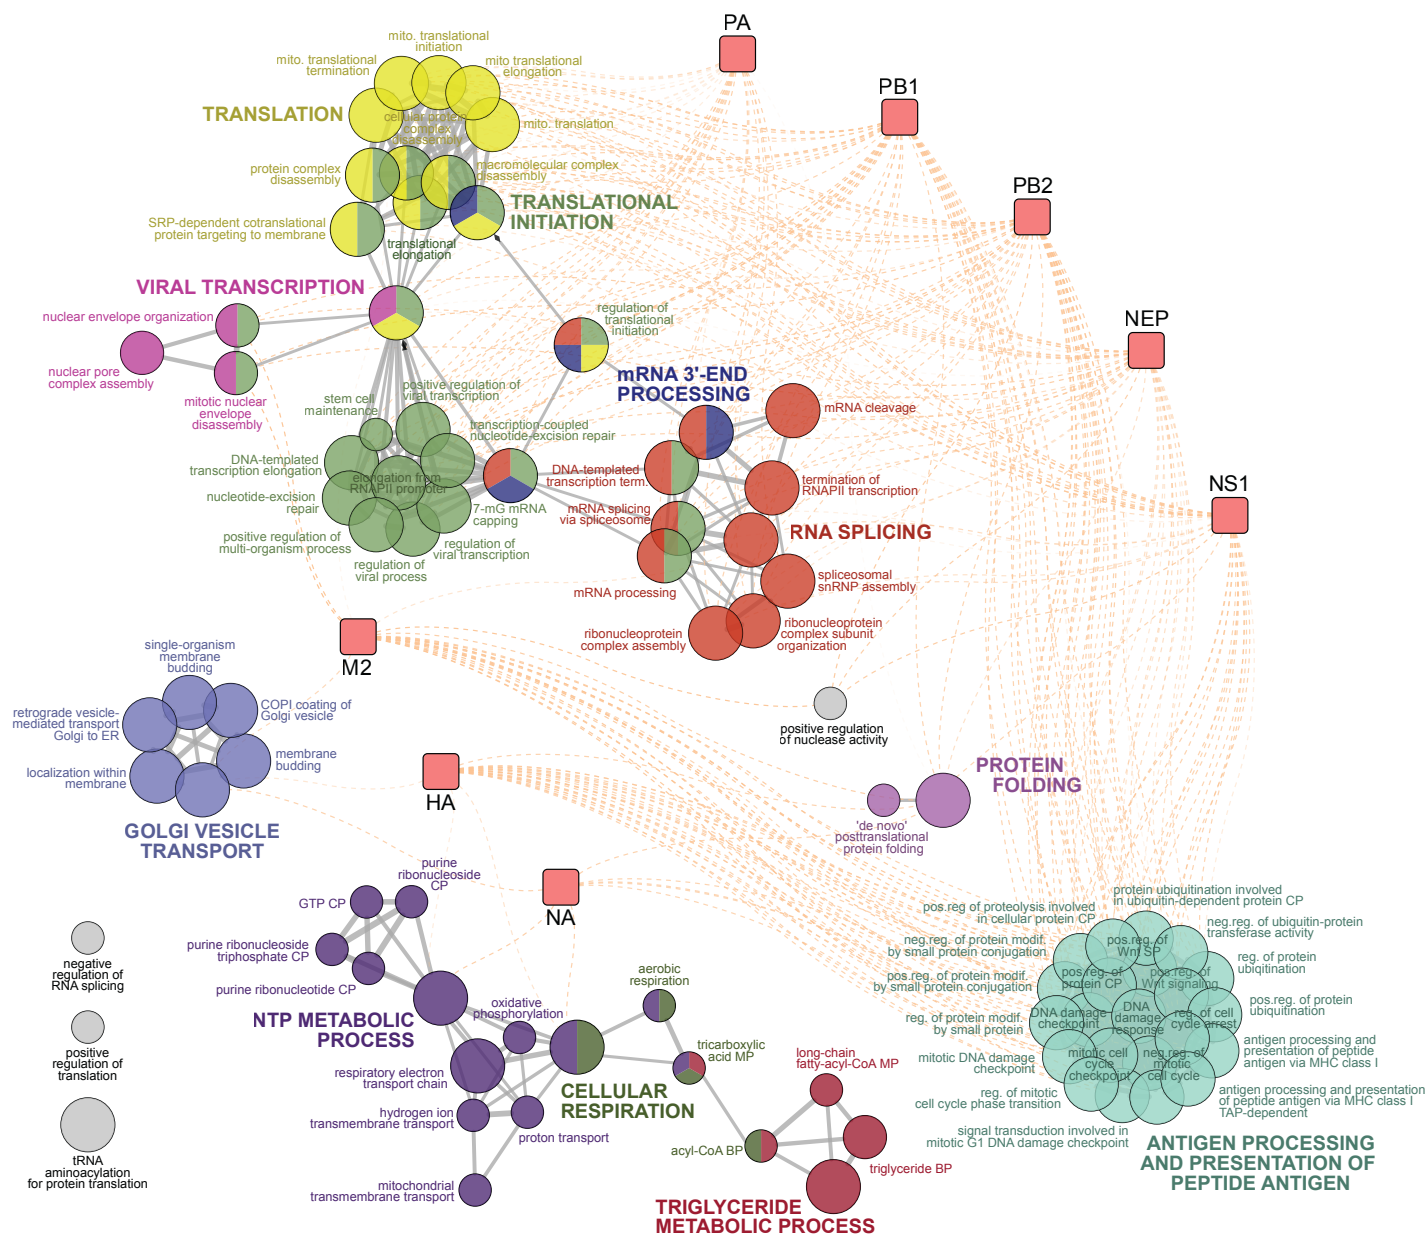 PA
PB1
PB2
NEP
NS1
mito. translational
initiation
mito. translational
termination
mito translational
elongation
TRANSLATION
cellular protein
complex
disassembly
mito. translation
protein complex
disassembly
macromolecular complex
disassembly
TRANSLATIONAL
INITIATION
SRP-dependent cotranslational
protein targeting to membrane
translational
elongation
VIRAL TRANSCRIPTION
nuclear envelope organization
nuclear pore
complex assembly
mitotic nuclear
envelope
disassembly
regulation of
translational
initiation
mRNA 3'-END
PROCESSING
mRNA cleavage
positive regulation of
viral transcription
stem cell
maintenance
transcription-coupled
nucleotide-excision repair
DNA-templated
transcription elongation
elongation from
RNAPII promoter
nucleotide-excision
repair
7-mG mRNA
capping
positive regulation of
multi-organism process
regulation of
viral transcription
regulation of
viral process
DNA-templated
transcription term.
termination of
RNAPII transcription
mRNA splicing
via spliceosome
RNA SPLICING
mRNA processing
spliceosomal
snRNP assembly
ribonucleoprotein
complex assembly
ribonucleoprotein
complex subunit
organization
M2
single-organism
membrane
budding
retrograde vesicle-
mediated transport
Golgi to ER
COPI coating of
Golgi vesicle
localization within
membrane
membrane
budding
GOLGI VESICLE
TRANSPORT
HA
positive regulation
of nuclease activity
PROTEIN
FOLDING
'de novo'
posttranslational
protein folding
NA
purine
ribonucleoside
CP
GTP CP
purine ribonucleoside
triphosphate CP
purine ribonucleotide CP
NTP METABOLIC
PROCESS
oxidative
phosphorylation
aerobic
respiration
respiratory electron
transport chain
tricarboxylic
acid MP
CELLULAR
RESPIRATION
hydrogen ion
transmembrane transport
proton transport
mitochondrial
transmembrane transport
long-chain
fatty-acyl-CoA MP
acyl-CoA BP
triglyceride BP
TRIGLYCERIDE
METABOLIC PROCESS
negative
regulation of
RNA splicing
positive
regulation of
translation
tRNA
aminoacylation
for protein translation
protein ubiquitination involved
in ubiquitin-dependent protein CP
pos.reg of proteolysis involved
in cellular protein CP
neg.reg. of ubiquitin-protein
transferase activity
neg.reg. of protein modif.
by small protein conjugation
pos.reg. of
Wnt SP
reg. of protein
ubiqitination
pos.reg. of protein modif.
by small protein conjugation
pos.reg. of
protein CP
pos.reg. of
Wnt signaling
pos.reg. of protein
ubiquitination
reg. of protein modif.
by small protein
DNA damage
checkpoint
DNA
damage
response
reg. of cell
cycle arrest
mitotic DNA damage
checkpoint
mitotic cell
cycle
checkpoint
neg.reg. of
mitotic
cell cycle
antigen processing and
presentation of peptide
antigen via MHC class I
reg. of mitotic
cell cycle phase transition
antigen processing and presentation
of peptide antigen via MHC class I
TAP-dependent
signal transduction involved in
mitotic G1 DNA damage checkpoint
ANTIGEN PROCESSING
AND PRESENTATION OF
PEPTIDE ANTIGEN